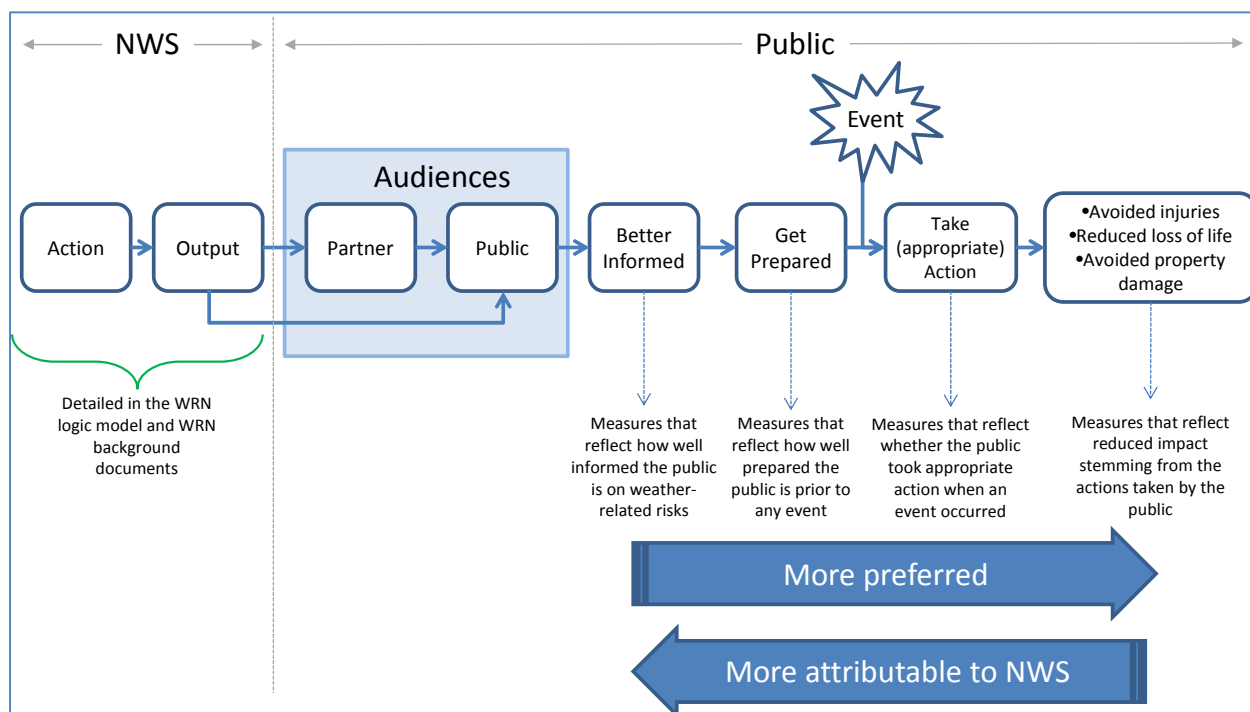 NWS
Public
Event
Audiences
Action
Output
Partner
Public
Better
Informed
Get
Prepared
Take
(appropriate)
Action
•Avoided injuries
•Reduced loss of life
•Avoided property
damage
Detailed in the WRN
logic model and WRN
background
documents
Measures that
reflect how well
informed the public
is on weather-
related risks
Measures that
reflect how well
prepared the
public is prior to
any event
Measures that reflect
whether the public
took appropriate
action when an
event occurred
Measures that reflect
reduced impact
stemming from the
actions taken by the
public
More preferred
More attributable to NWS